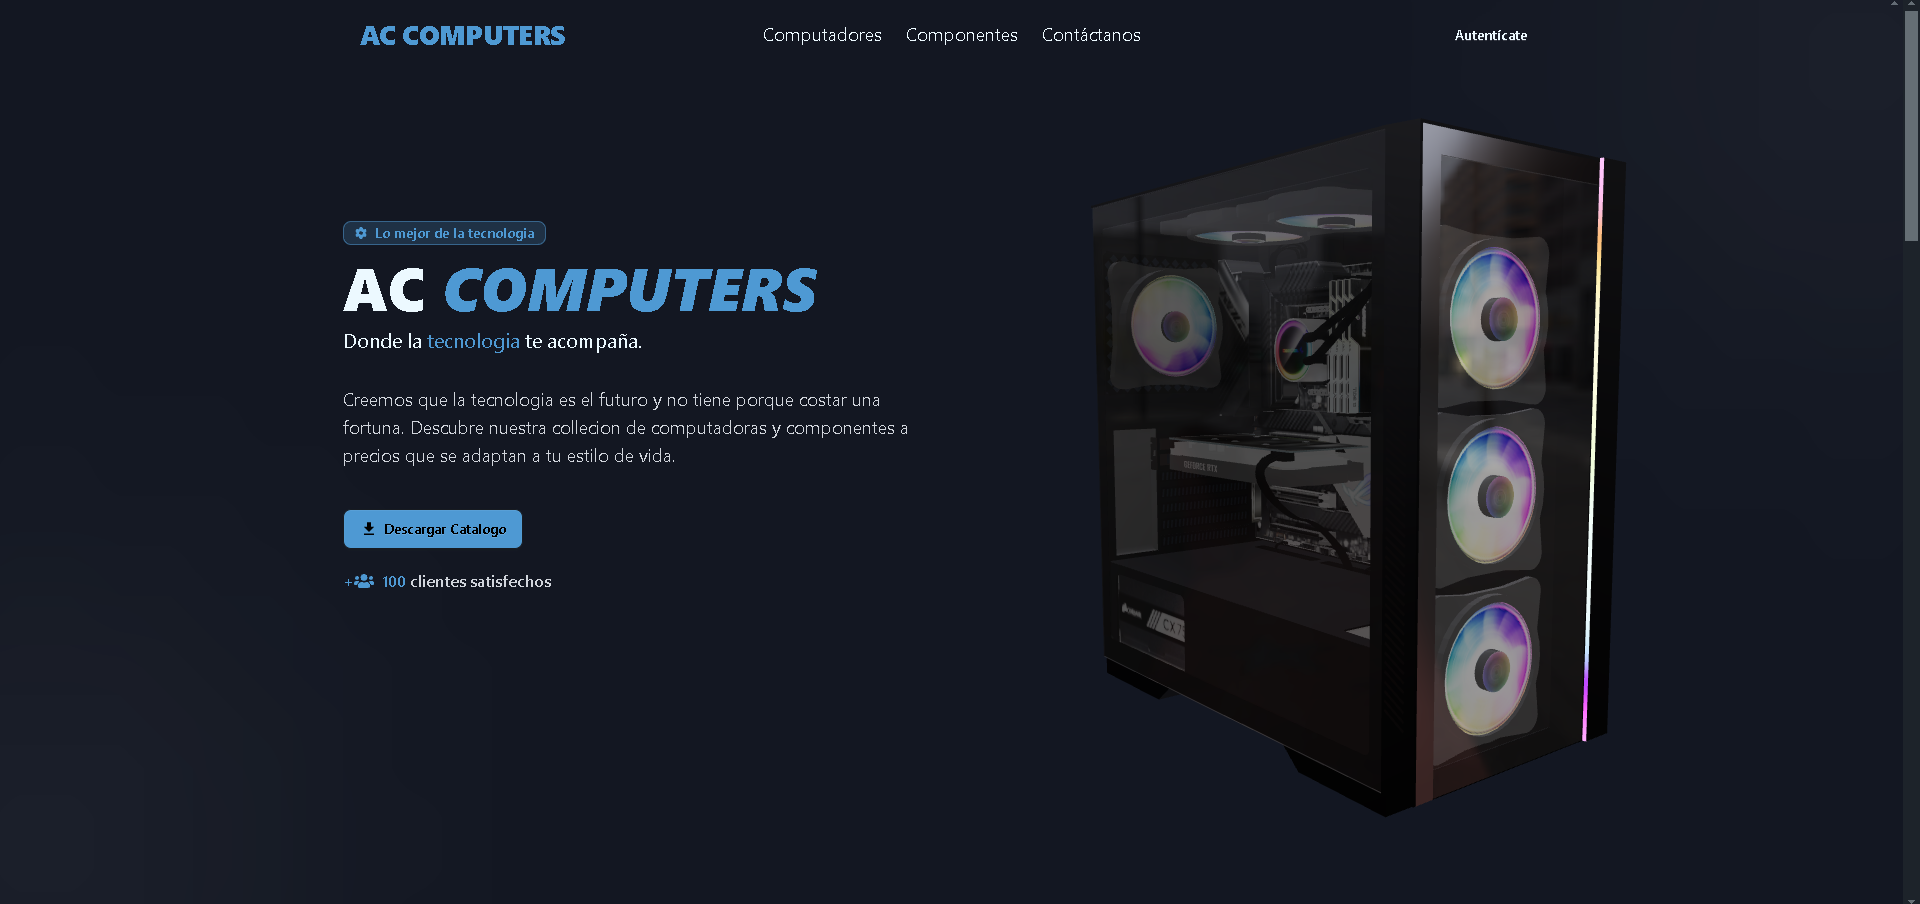 AC COMPUTERS
Computadores Componentes Contáctanos
Autentícate
Lo mejor de la tecnologia
AC COMPUTERS
Donde la tecnologia te acompaña.
Creemos que la tecnologia es el futuro y no tiene porque costar una
fortuna. Descubre nuestra collecion de computadoras y componentes a
precios que se adaptan a tu estilo de vida.
Descargar Catalogo
+ 100 clientes satisfechos
GEFORCE RTX
CX7